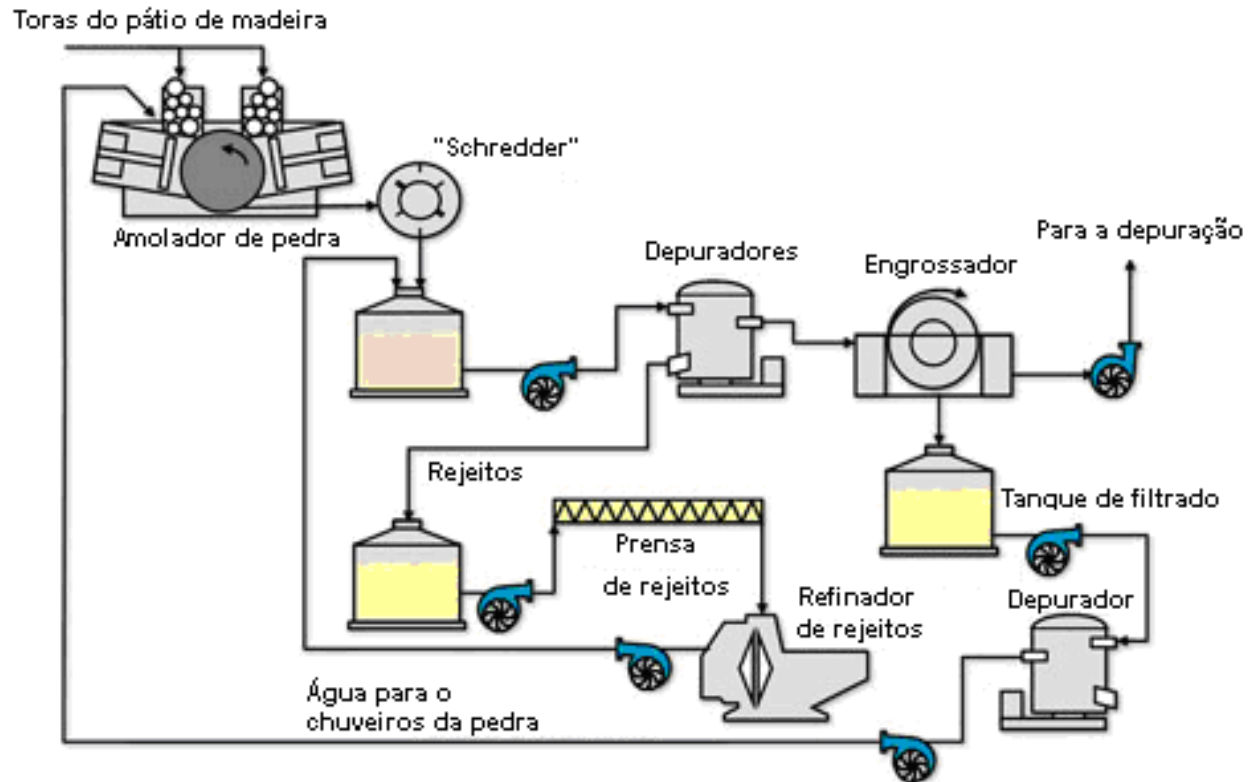 Toras do pátio de madeira
"Schredder"
Amolador de pedra
Depuradores
Engrossador
Para a depuração
Rejeitos
Prensa
de rejeitos
Tanque de filtrado
Refinador
de rejeitos
Depurador
Água para o
chuveiros da pedra